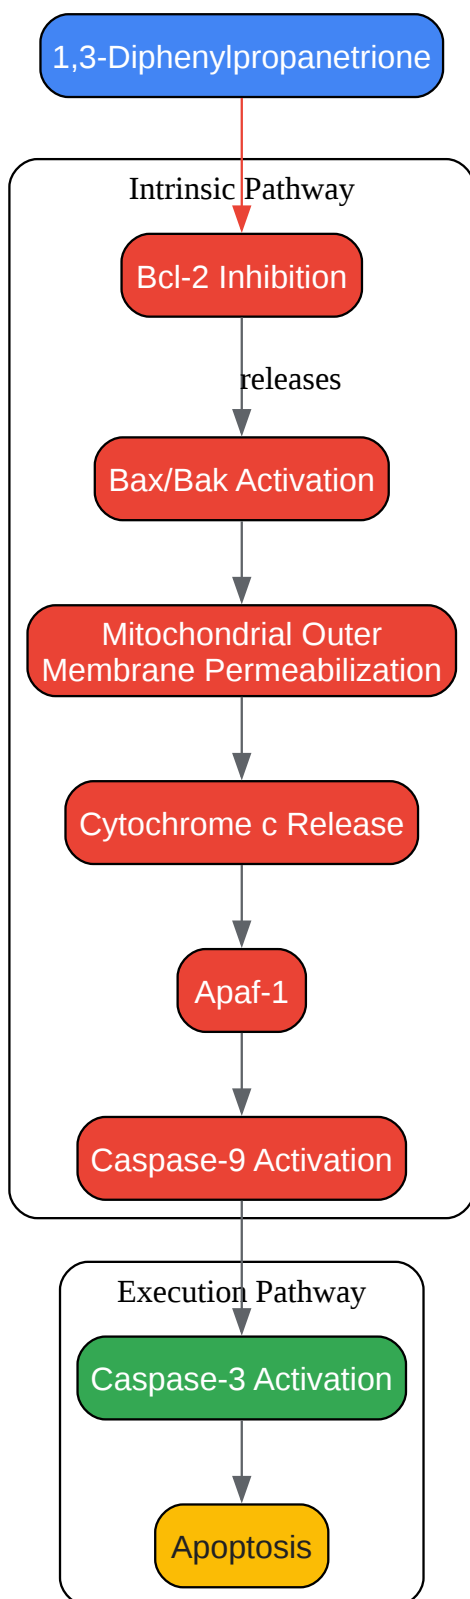 1,3-Diphenylpropanetrione
Intrinsic Pathway
Bcl-2 Inhibition
releases
Bax/Bak Activation
Mitochondrial Outer
Membrane Permeabilization
Cytochrome c Release
Apaf-1
Caspase-9 Activation
Execution Pathway
Caspase-3 Activation
Apoptosis